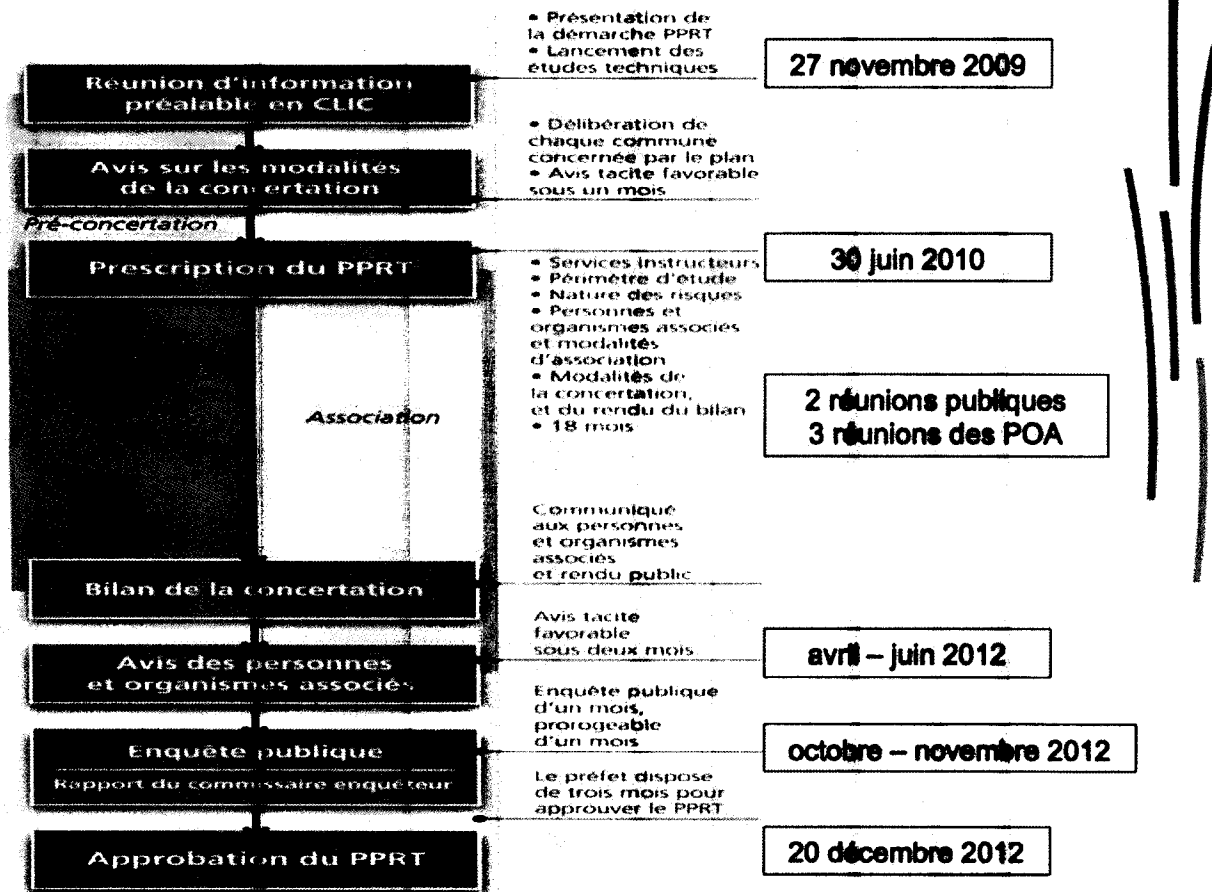 • Présentation de
la démarche PPRT
• Lancement des
études techniques
27 novembre 2009
Réunion d'information
préalable en CLIC
• Délibération de
chaque commune
concernée par le plan
• Avis tacite favorable
sous un mois
Avis sur les modalités
de la concertation
Pré-concertation
Prescription du PPRT
30 juin 2010
• Services instructeurs
• Périmètre d'étude
• Nature des risques
• Personnes et
organismes associés
et modalités
d'association
• Modalités de
la concertation,
et du rendu du bilan
• 18 mois
2 réunions publiques
3 réunions des POA
Association
Communiqué
aux personnes
et organismes
associés
et rendu public
Bilan de la concertation
Avis tacite
favorable
sous deux mois
avril – juin 2012
Avis des personnes
et organismes associés
Enquête publique
d'un mois,
prorogeable
d'un mois
octobre – novembre 2012
Enquête publique
Rapport du commissaire enquêteur
Le préfet dispose
de trois mois pour
approuver le PPRT
Approbation du PPRT
20 décembre 2012